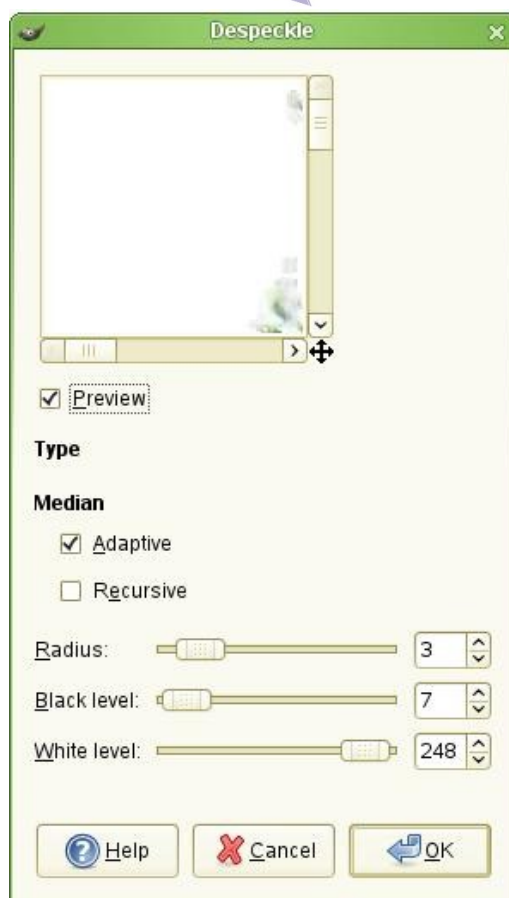 Despeckle
Preview
Type
Median
Adaptive
Recursive
Radius: 3
Black level: 7
White level: 248
Help Cancel OK